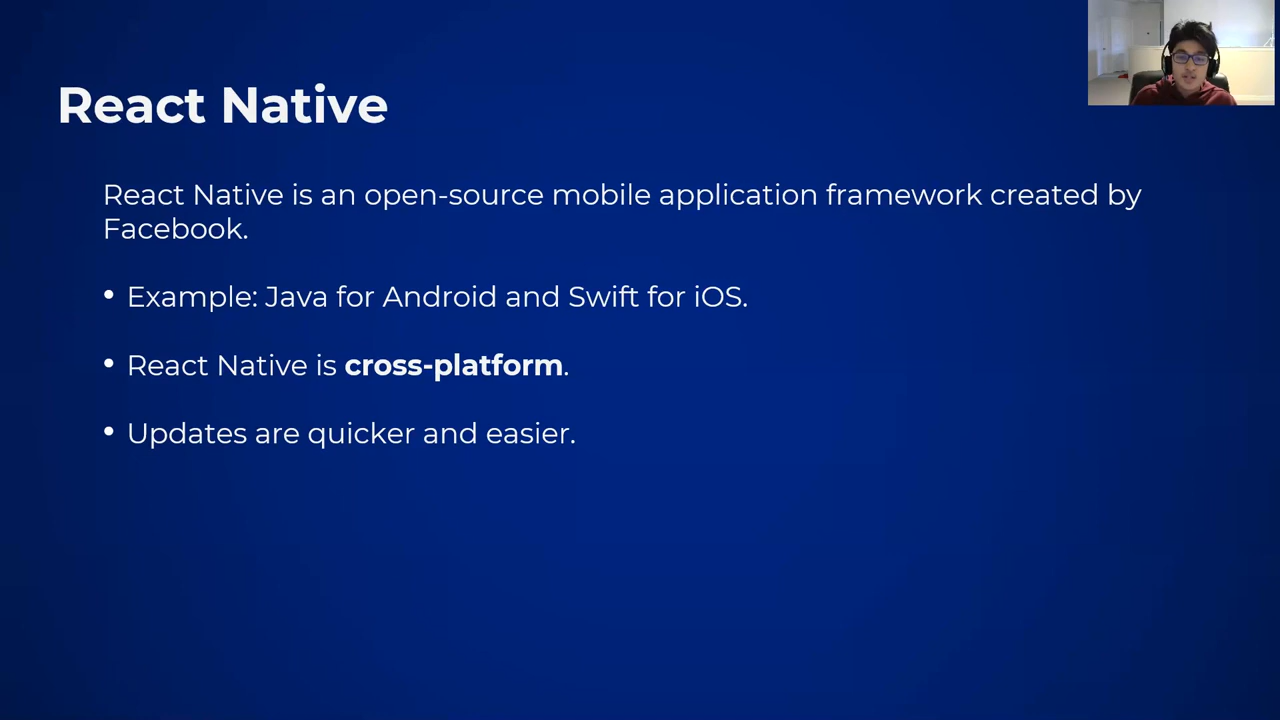 React Native
React Native is an open-source mobile application framework created by
Facebook.
• Example: Java for Android and Swift for iOS.
• React Native is cross-platform.
• Updates are quicker and easier.